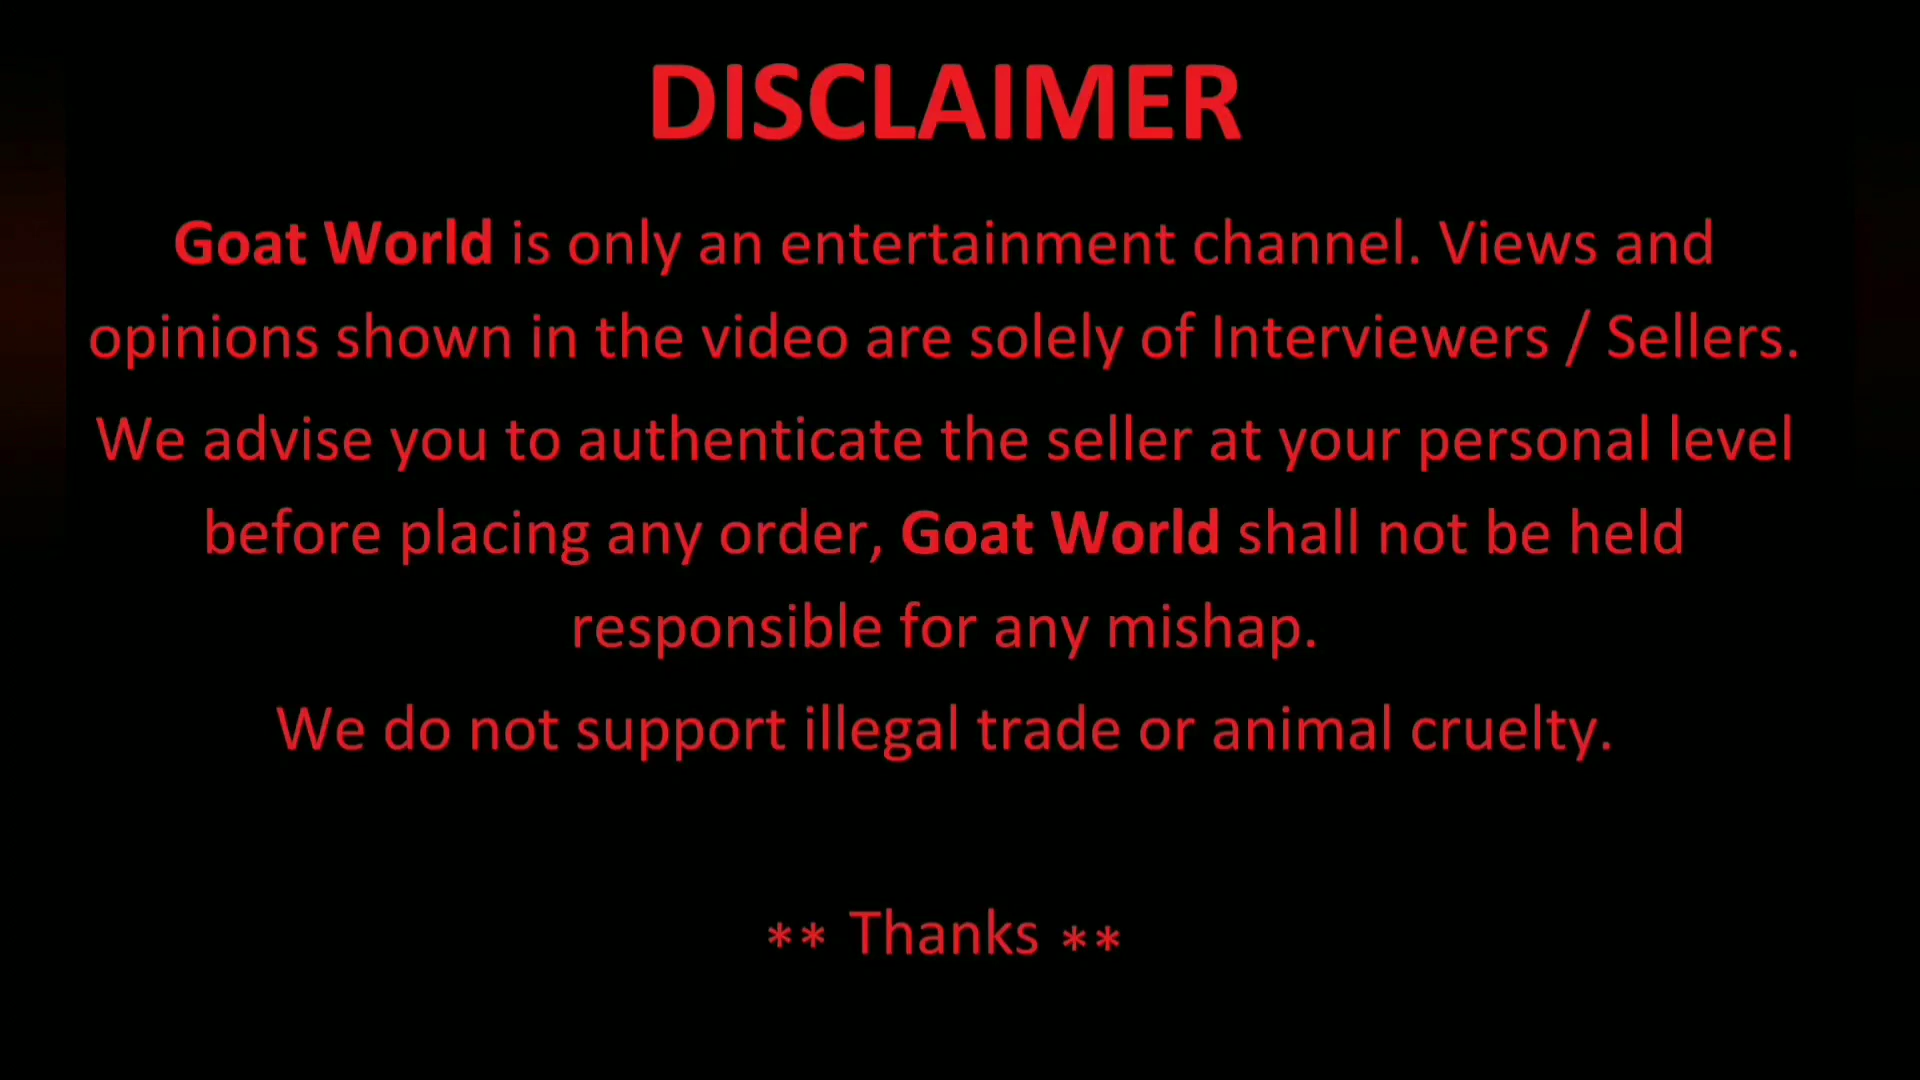 DISCLAIMER
Goat World is only an entertainment channel. Views and
opinions shown in the video are solely of Interviewers / Sellers.
We advise you to authenticate the seller at your personal level
before placing any order, Goat World shall not be held
responsible for any mishap.
We do not support illegal trade or animal cruelty.
** Thanks **